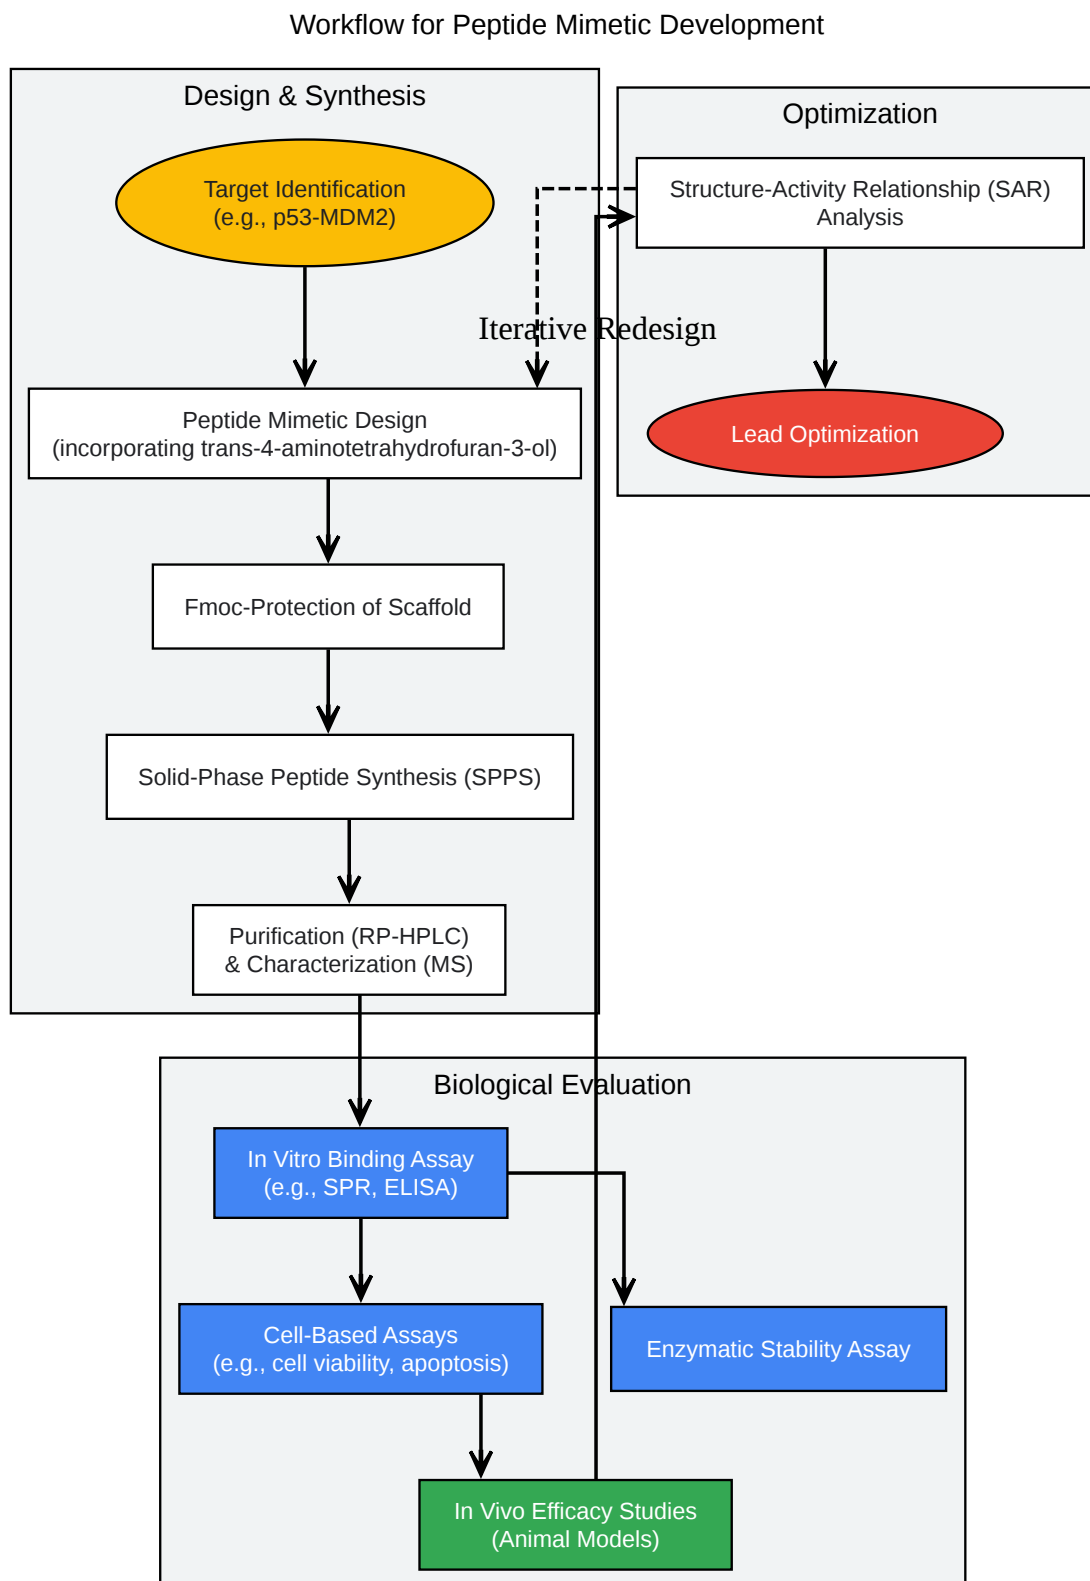 Workflow for Peptide Mimetic Development
Design & Synthesis
Target Identification
(e.g., p53-MDM2)
Peptide Mimetic Design
(incorporating trans-4-aminotetrahydrofuran-3-ol)
Fmoc-Protection of Scaffold
Solid-Phase Peptide Synthesis (SPPS)
Purification (RP-HPLC)
& Characterization (MS)
Optimization
Structure-Activity Relationship (SAR)
Analysis
Iterative Redesign
Lead Optimization
Biological Evaluation
In Vitro Binding Assay
(e.g., SPR, ELISA)
Cell-Based Assays
(e.g., cell viability, apoptosis)
Enzymatic Stability Assay
In Vivo Efficacy Studies
(Animal Models)